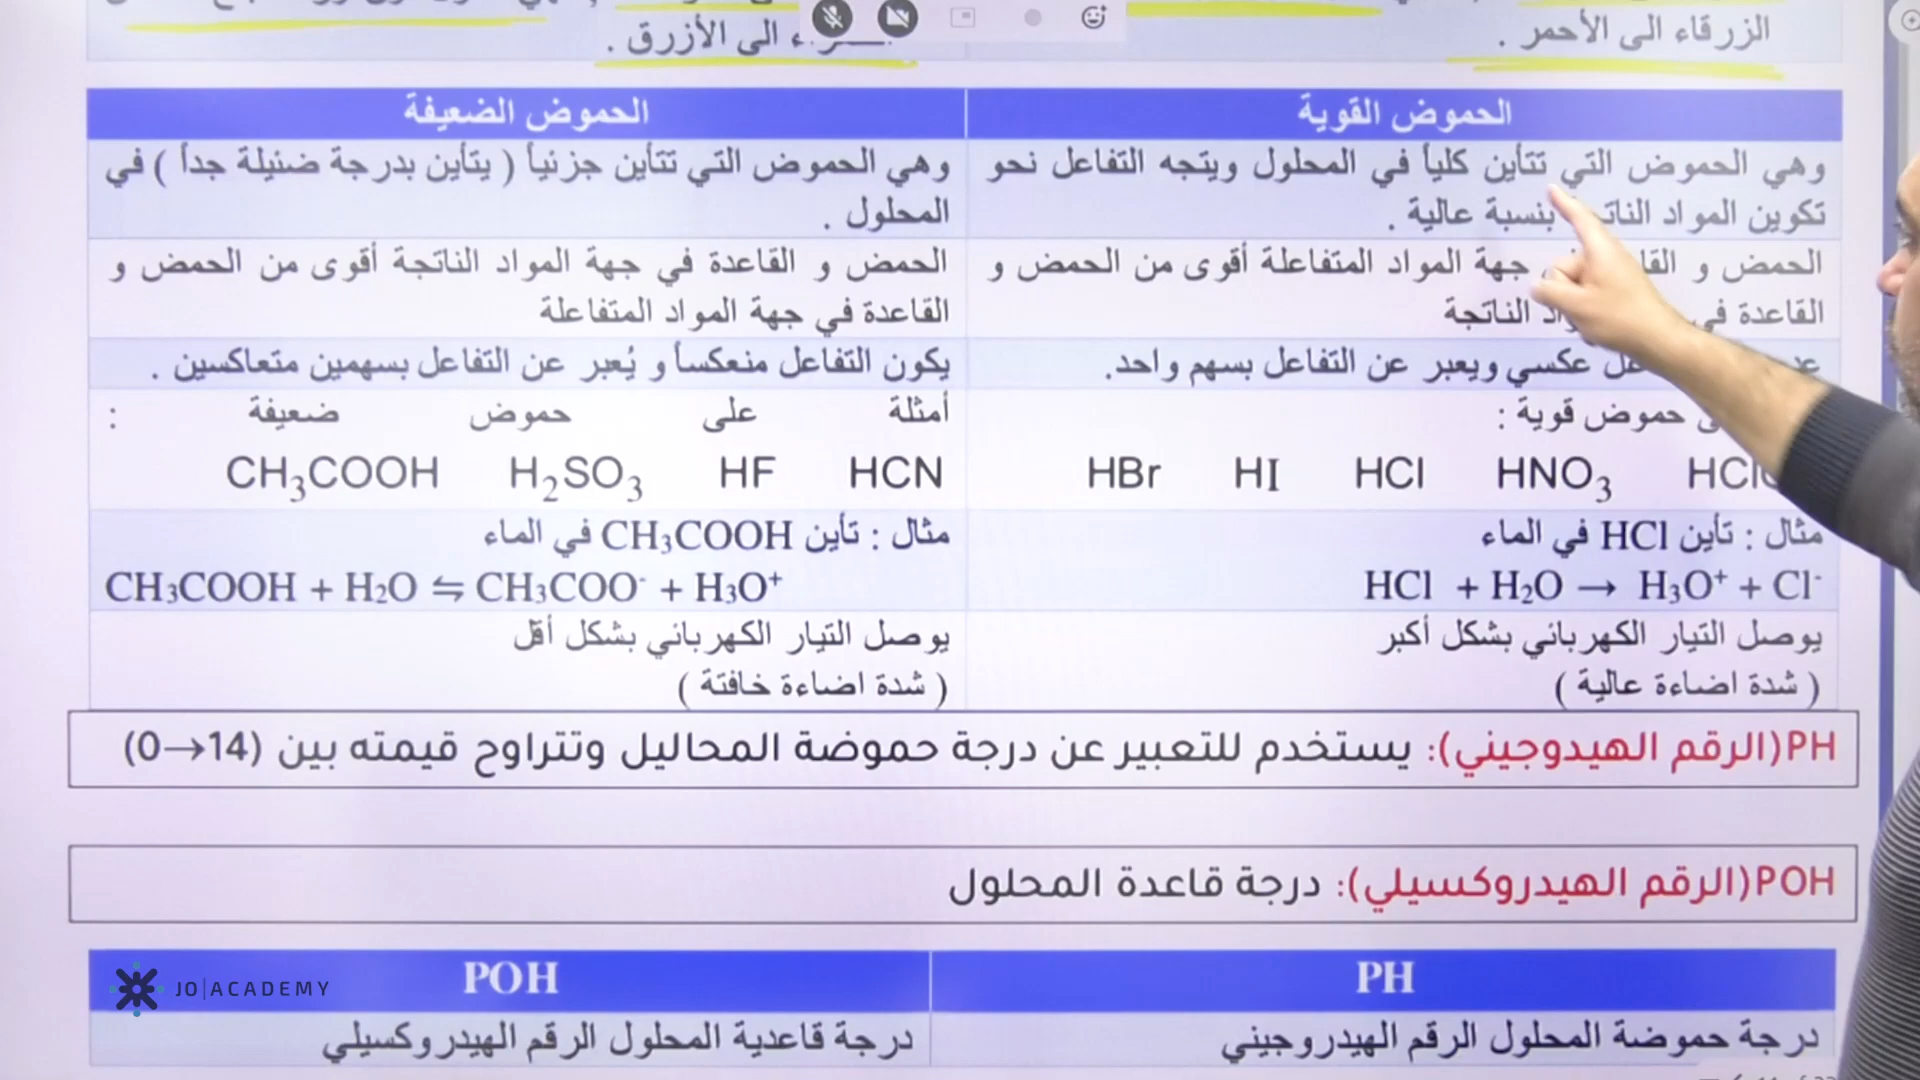 الزرقاء الى الأحمر .
الى الأزرق .
الحموض القوية
الحموض الضعيفة
وهي الحموض التي تتأين كلياً في المحلول ويتجه التفاعل نحو
تكوين المواد بنسبة عالية .
وهي الحموض التي تتأين جزئياً ( يتأين بدرجة ضئيلة جداً ) في
المحلول .
الحمض و جهة المواد المتفاعلة أقوى من الحمض و
القاعدة في الناتجة
الحمض و القاعدة في جهة المواد الناتجة أقوى من الحمض و
القاعدة في جهة المواد المتفاعلة
عكسي ويعبر عن التفاعل بسهم واحد.
يكون التفاعل منعكساً و يُعبر عن التفاعل بسهمين متعاكسين .
حموض قوية :
HBr HI HCl HNO3
أمثلة على حموض ضعيفة :
CH3COOH H2SO3 HF HCN
مثال : تأين HCl في الماء
HCl + H2O → H3O+ + Cl-
مثال : تأين CH3COOH في الماء
CH3COOH + H2O ⇋ CH3COO- + H3O+
يوصل التيار الكهربائي بشكل أكبر
( شدة اضاءة عالية )
يوصل التيار الكهربائي بشكل أقل
( شدة اضاءة خافتة )
PH(الرقم الهيدوجيني): يستخدم للتعبير عن درجة حموضة المحاليل وتتراوح قيمته بين (0→14)
POH(الرقم الهيدروكسيلي): درجة قاعدة المحلول
PH
POH
JO|ACADEMY
درجة حموضة المحلول الرقم الهيدروجيني
درجة قاعدية المحلول الرقم الهيدروكسيلي